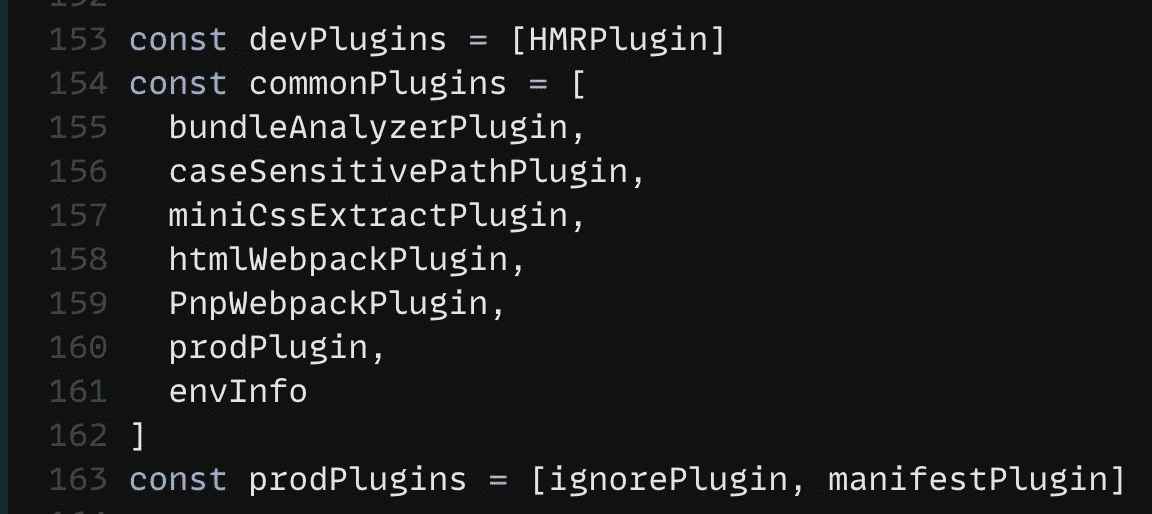 153 const devPlugins = [HMRPlugin]
154 const commonPlugins = [
155   bundleAnalyzerPlugin,
156   caseSensitivePathPlugin,
157   miniCssExtractPlugin,
158   htmlWebpackPlugin,
159   PnpWebpackPlugin,
160   prodPlugin,
161   envInfo
162 ]
163 const prodPlugins = [ignorePlugin, manifestPlugin]